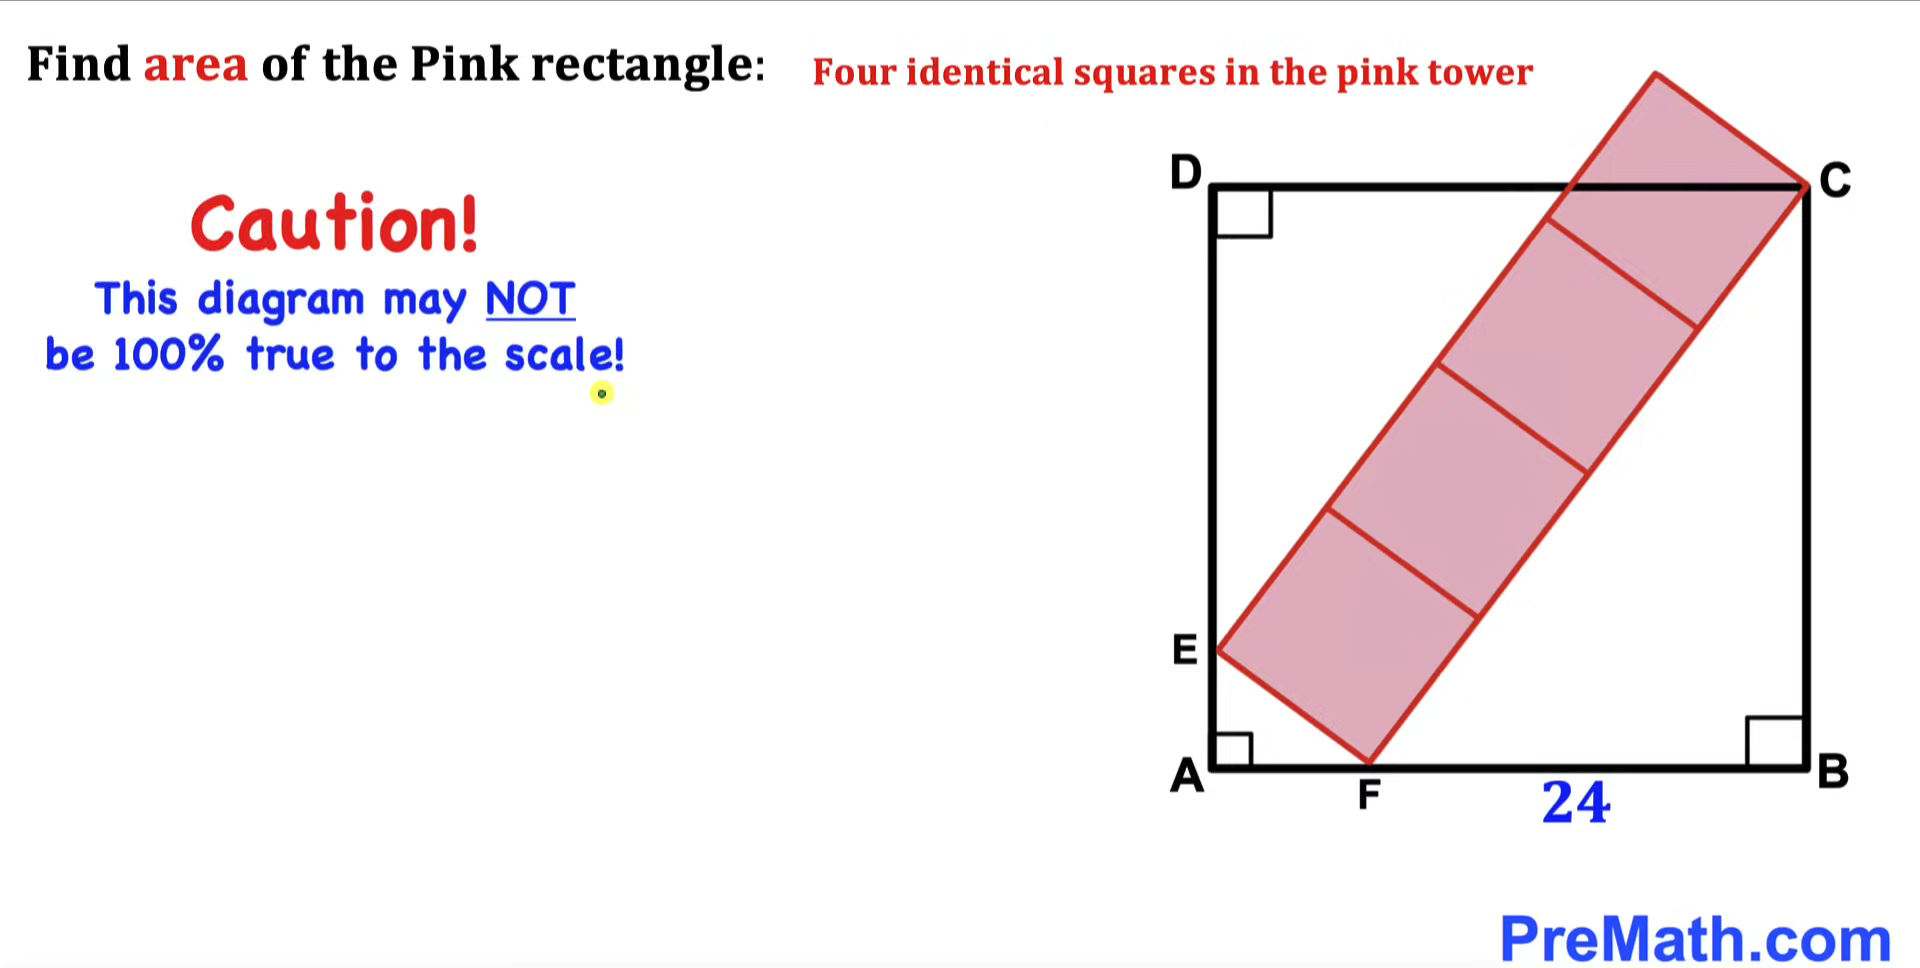 Find area of the Pink rectangle: Four identical squares in the pink tower
Caution!
This diagram may NOT
be 100% true to the scale!
D
C
E
A
F
24
B
PreMath.com